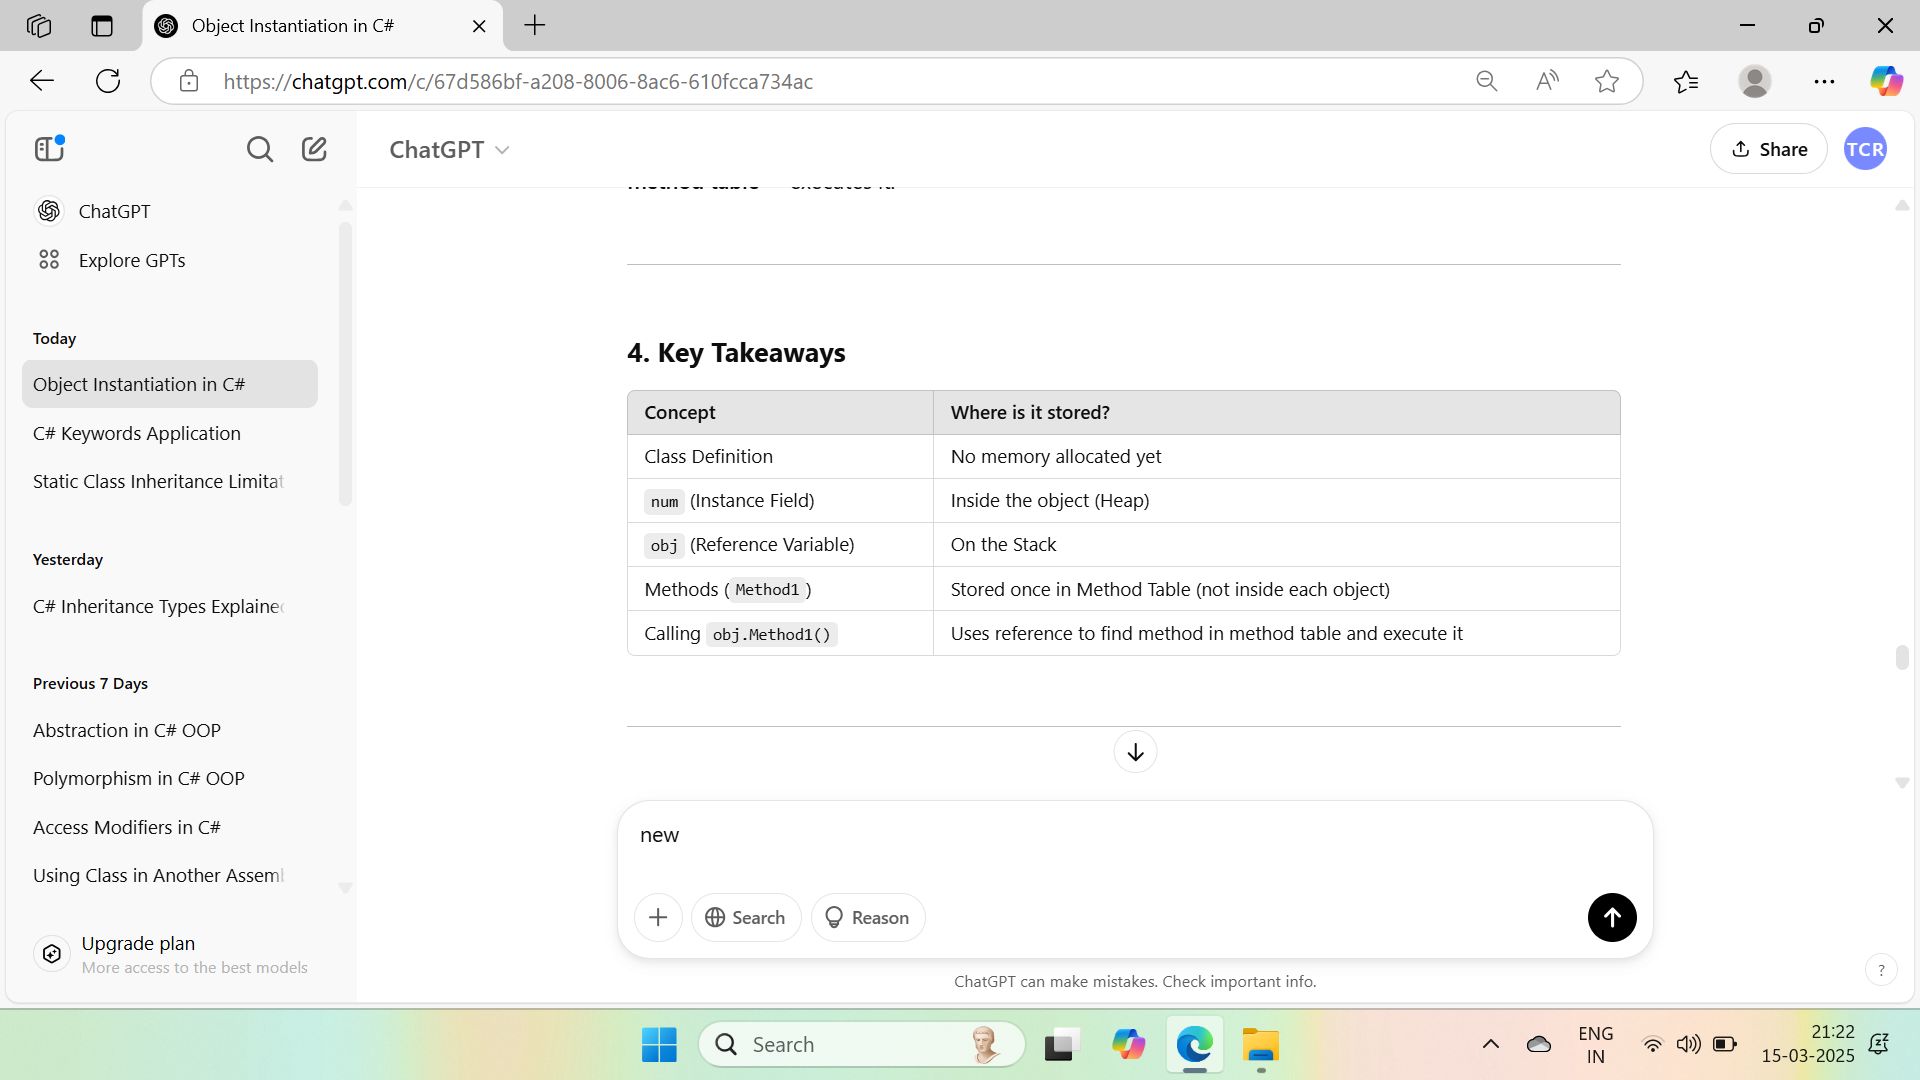 Object Instantiation in C#
https://chatgpt.com/c/67d586bf-a208-8006-8ac6-610fcca734ac
ChatGPT
Share
TCR
ChatGPT
Explore GPTs
Today
Object Instantiation in C#
C# Keywords Application
Static Class Inheritance Limitat
Yesterday
C# Inheritance Types Explained
Previous 7 Days
Abstraction in C# OOP
Polymorphism in C# OOP
Access Modifiers in C#
Using Class in Another Assemb
Upgrade plan
More access to the best models
method table executes it.
4. Key Takeaways
Concept Where is it stored?
Class Definition No memory allocated yet
num (Instance Field) Inside the object (Heap)
obj (Reference Variable) On the Stack
Methods ( Method1 ) Stored once in Method Table (not inside each object)
Calling obj.Method1() Uses reference to find method in method table and execute it
new
Search
Reason
ChatGPT can make mistakes. Check important info.
?
Search
ENG
IN
21:22
15-03-2025